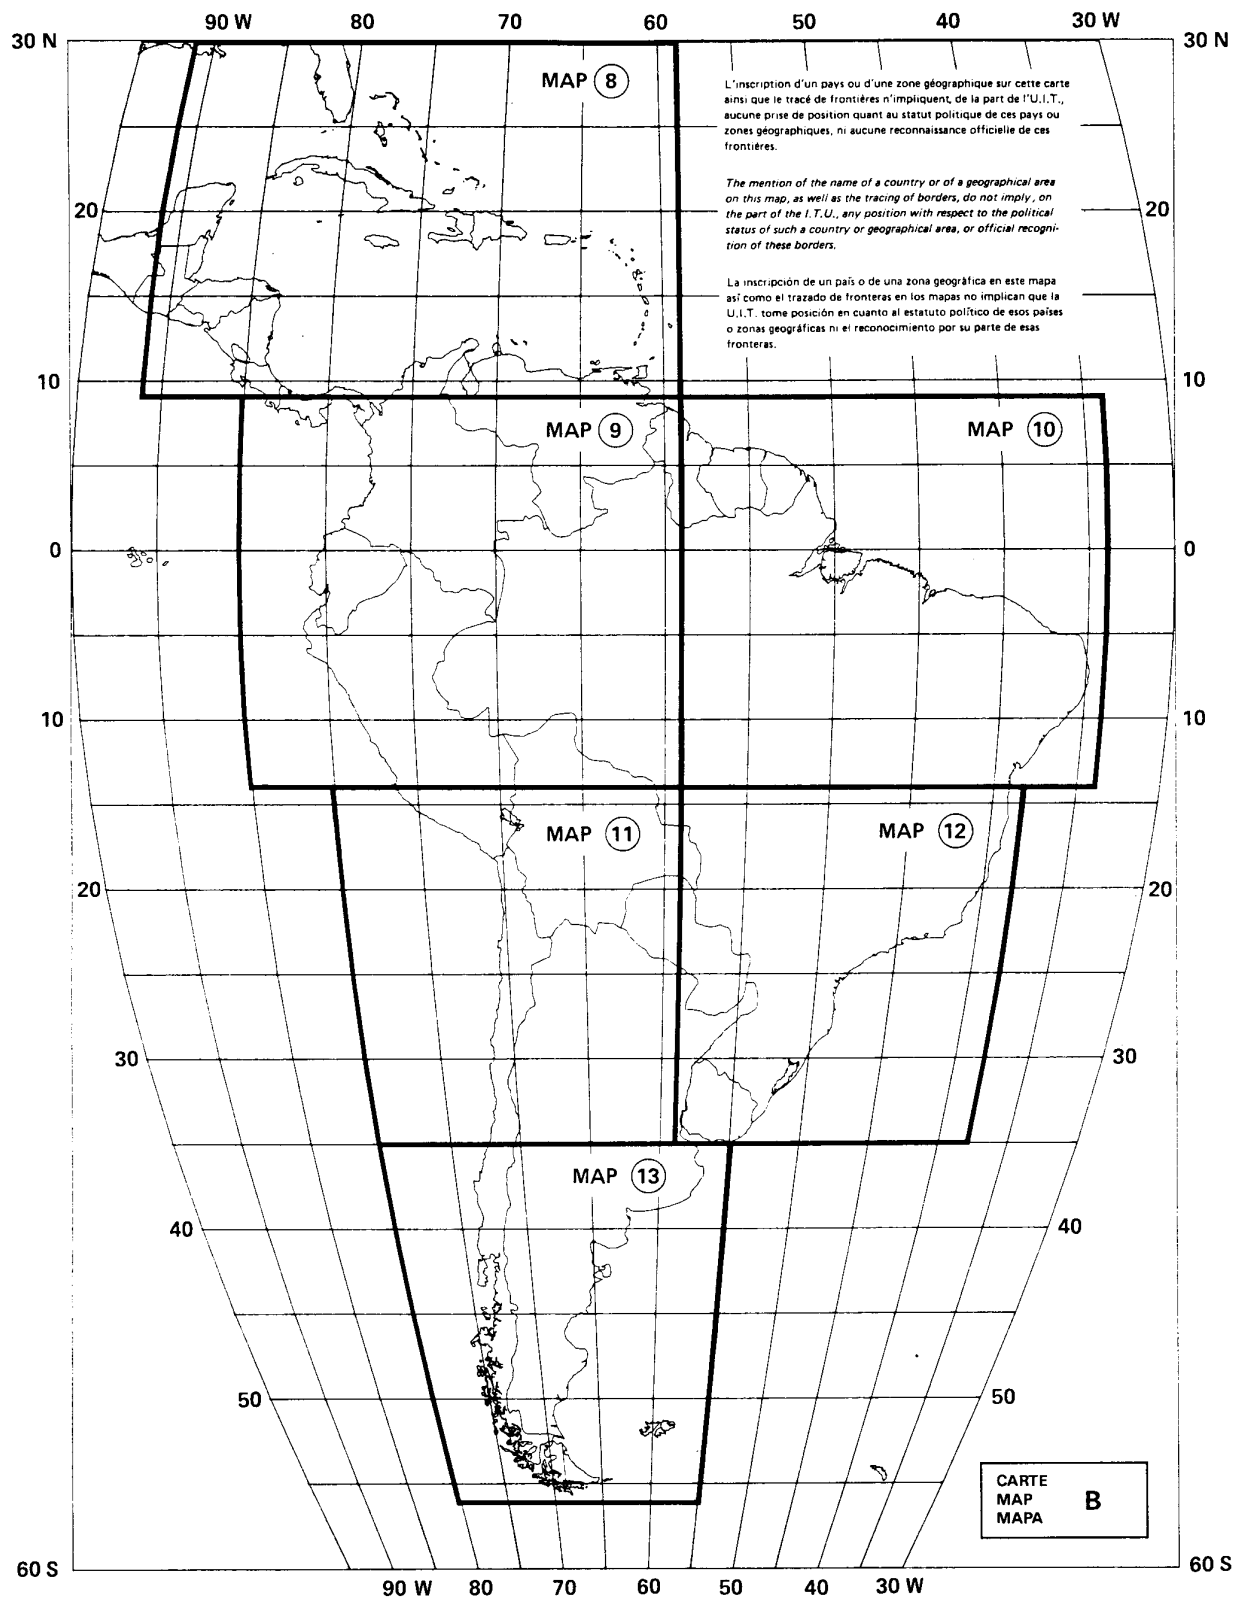 90 W 80 70 60 50 40 30 W
30 N 30 N
MAP 8
L'inscription d'un pays ou d'une zone géographique sur cette carte
ainsi que le tracé de frontières n'impliquent, de la part de l'U.I.T.,
aucune prise de position quant au statut politique de ces pays ou
zones géographiques, ni aucune reconnaissance officielle de ces
frontières.
The mention of the name of a country or of a geographical area
on this map, as well as the tracing of borders, do not imply, on
the part of the I.T.U., any position with respect to the political
status of such a country or geographical area, or official recogni-
tion of these borders.
20 20
La inscripción de un país o de una zona geográfica en este mapa
así como el trazado de fronteras en los mapas no implican que la
U.I.T. tome posición en cuanto al estatuto político de esos países
o zonas geográficas ni el reconocimiento por su parte de esas
fronteras.
10 10
MAP 9 MAP 10
0 0
10 10
MAP 11 MAP 12
20 20
30 30
MAP 13
40 40
50 50
CARTE
MAP B
MAPA
60 S 60 S
90 W 80 70 60 50 40 30 W